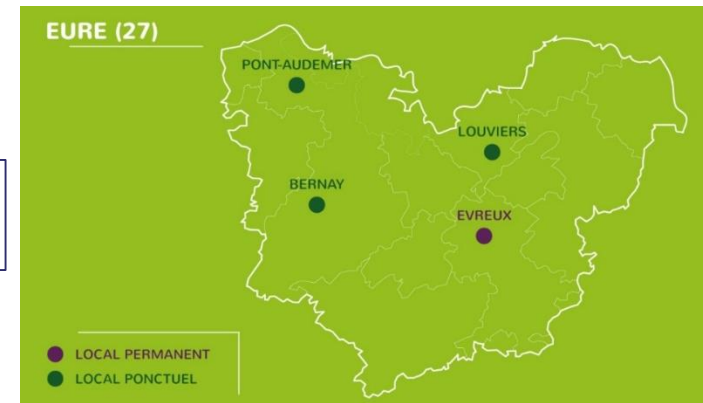 EURE (27)
PONT-AUDEMER
LOUVIERS
BERNAY
EVREUX
LOCAL PERMANENT
LOCAL PONCTUEL